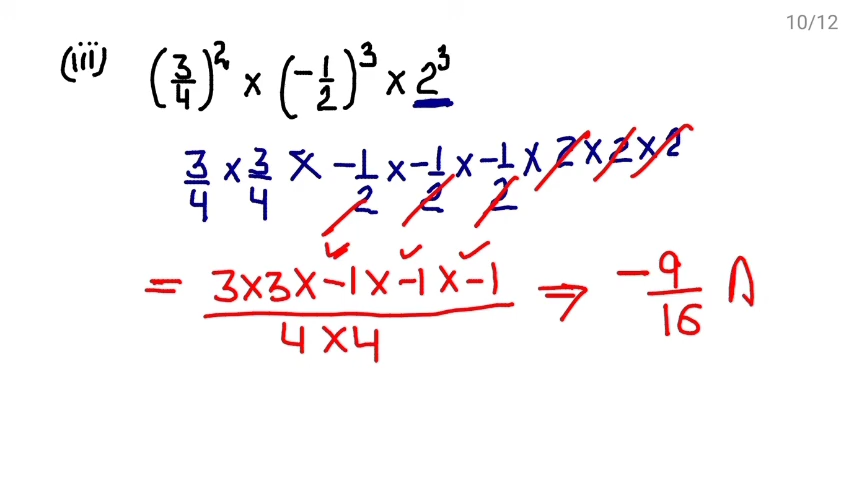 10/12
(iii) (3/4)² × (-1/2)³ × 2³
3/4 × 3/4 × -1/2 × -1/2 × -1/2 × 2 × 2 × 2
= 3×3×-1×-1×-1 / 4×4 ⇒ -9/16 A